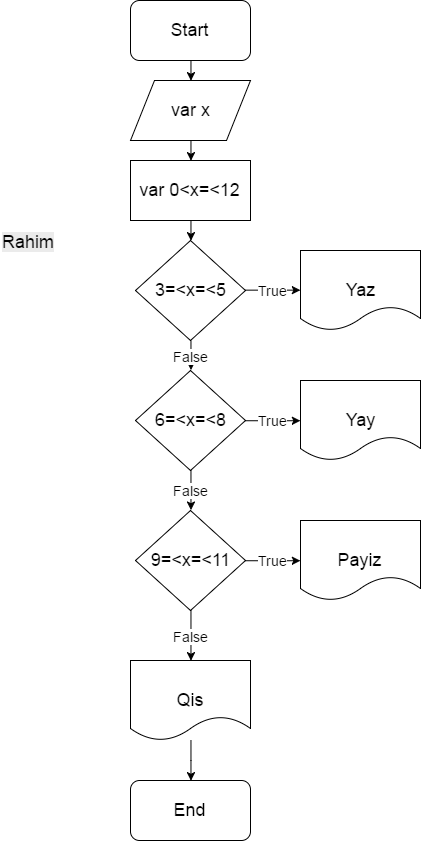 Start
var x
var 0<x=<12
Rahim
3=<x=<5
True
Yaz
False
6=<x=<8
True
Yay
False
9=<x=<11
True
Payiz
False
Qis
End